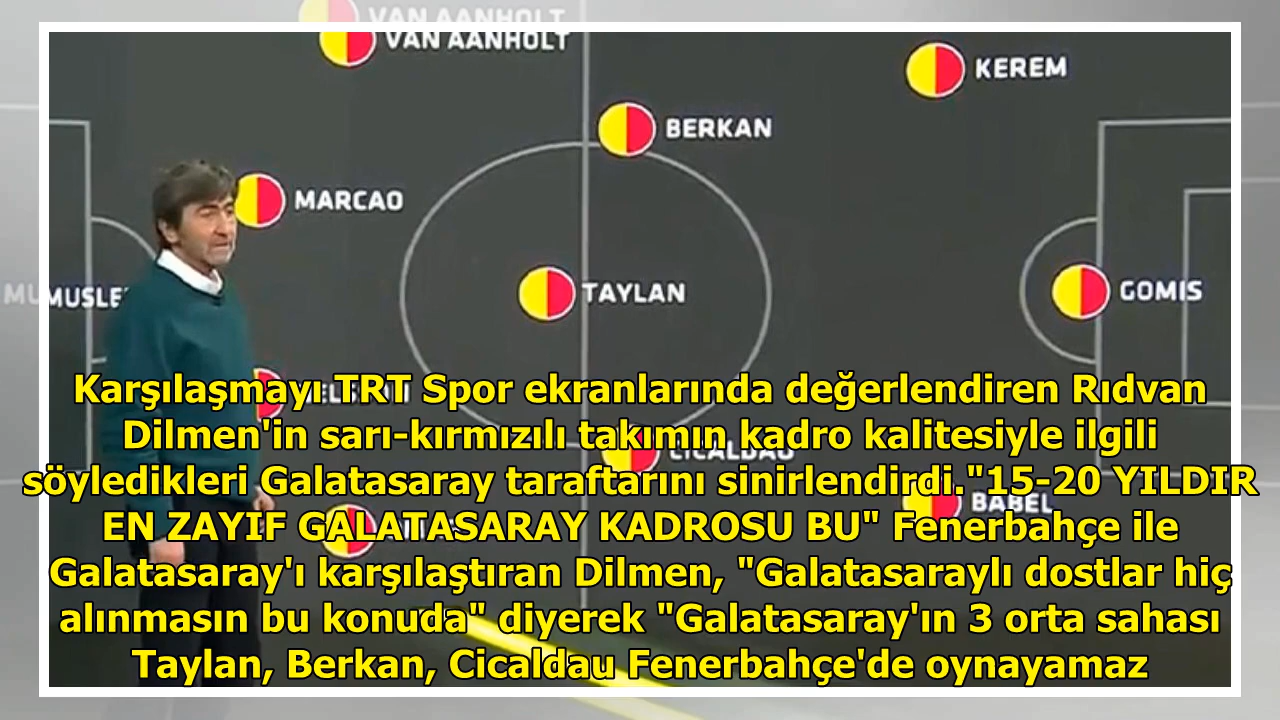 VAN AANHOLT
VAN AANHOLT
KEREM
BERKAN
MARCAO
TAYLAN
GOMIS
CICALDAU
BABEL
Karşılaşmayı TRT Spor ekranlarında değerlendiren Rıdvan
Dilmen'in sarı-kırmızılı takımın kadro kalitesiyle ilgili
söyledikleri Galatasaray taraftarını sinirlendirdi."15-20 YILDIR
EN ZAYIF GALATASARAY KADROSU BU" Fenerbahçe ile
Galatasaray'ı karşılaştıran Dilmen, "Galatasaraylı dostlar hiç
alınmasın bu konuda" diyerek "Galatasaray'ın 3 orta sahası
Taylan, Berkan, Cicaldau Fenerbahçe'de oynayamaz